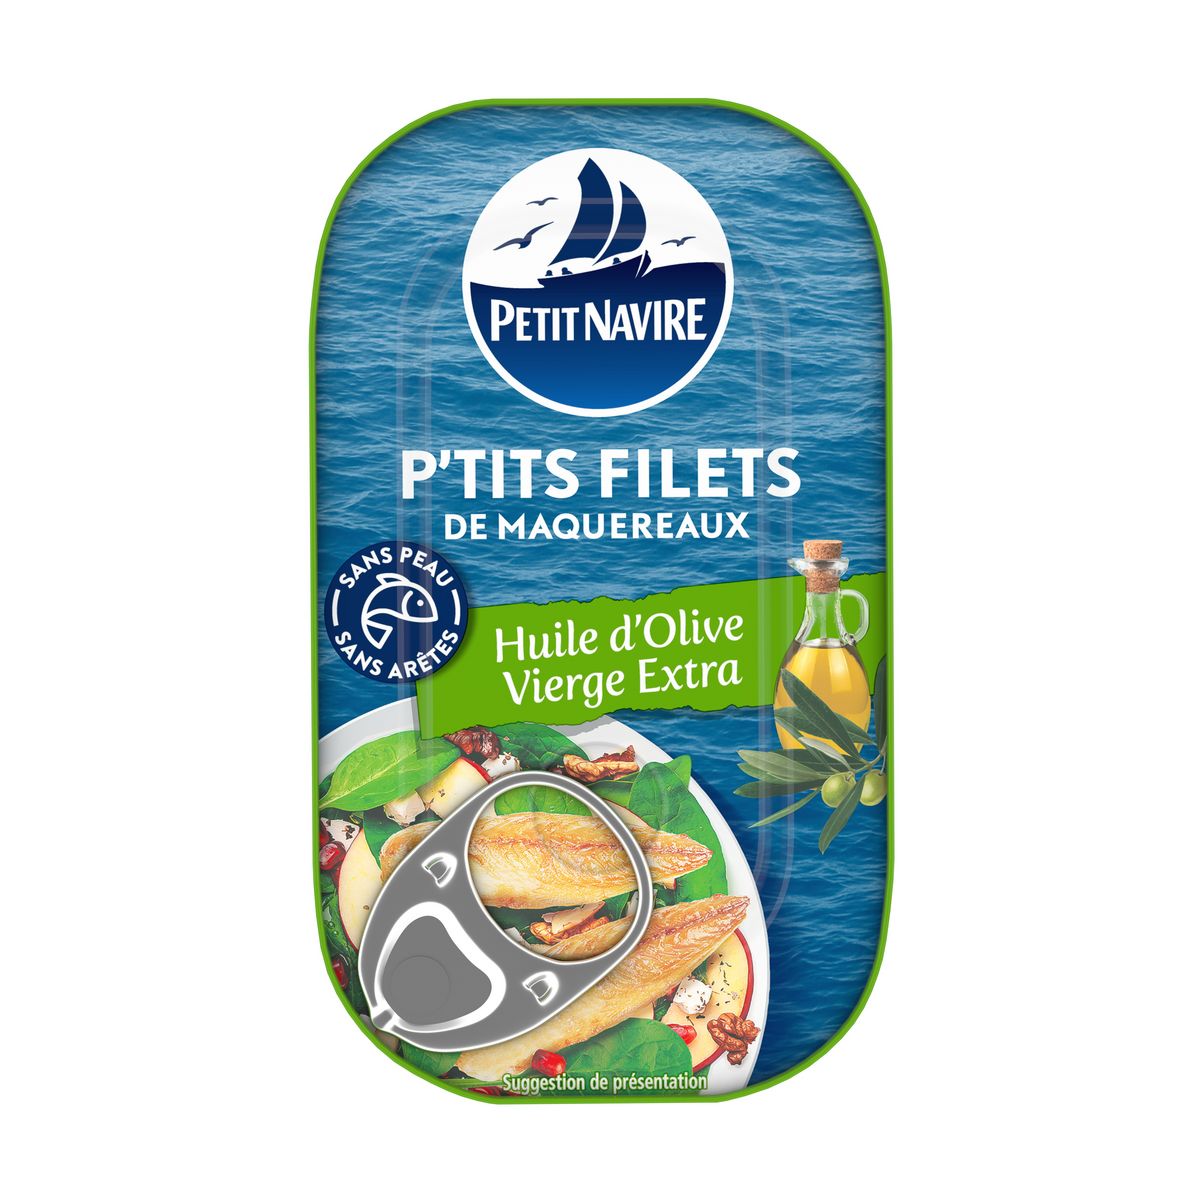 PETIT NAVIRE
P'TITS FILETS
DE MAQUEREAUX
SANS PEAU
SANS ARÊTES
Huile d'Olive
Vierge Extra
Suggestion de présentation